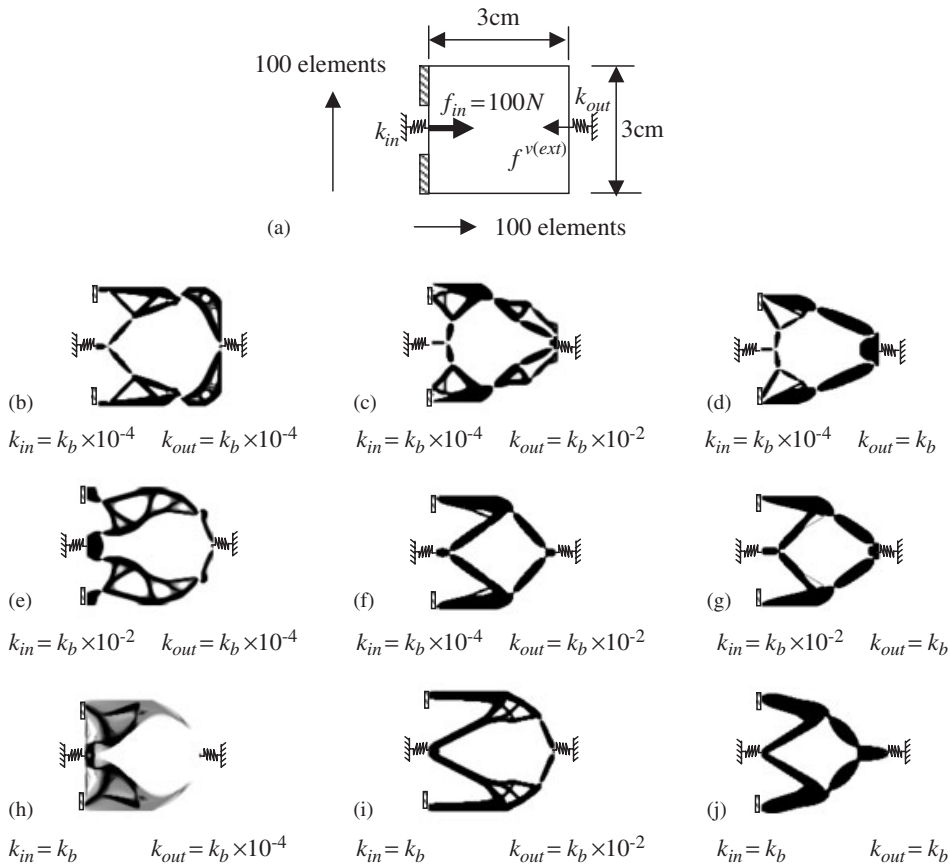 3cm
100 elements
f_in = 100N
k_out
k_in
3cm
f^v(ext)
(a)
100 elements
(b)
(c)
(d)
k_in = k_b × 10^-4 k_out = k_b × 10^-4
k_in = k_b × 10^-4 k_out = k_b × 10^-2
k_in = k_b × 10^-4 k_out = k_b
(e)
(f)
(g)
k_in = k_b × 10^-2 k_out = k_b × 10^-4
k_in = k_b × 10^-4 k_out = k_b × 10^-2
k_in = k_b × 10^-2 k_out = k_b
(h)
(i)
(j)
k_in = k_b k_out = k_b × 10^-4
k_in = k_b k_out = k_b × 10^-2
k_in = k_b k_out = k_b